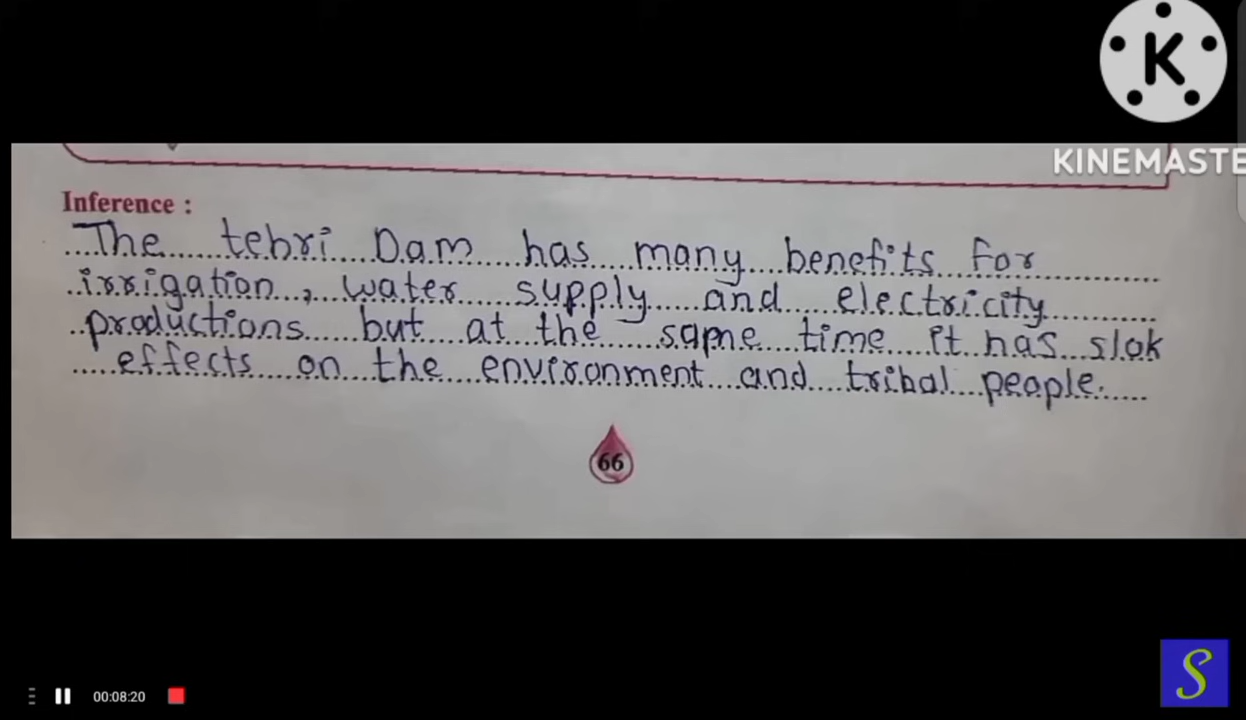 K
KINEMASTE
Inference :
The tehri Dam has many benefits for
irrigation, water supply and electricity
productions but at the same time it has slok
effects on the environment and tribal people.
66
00:08:20
S